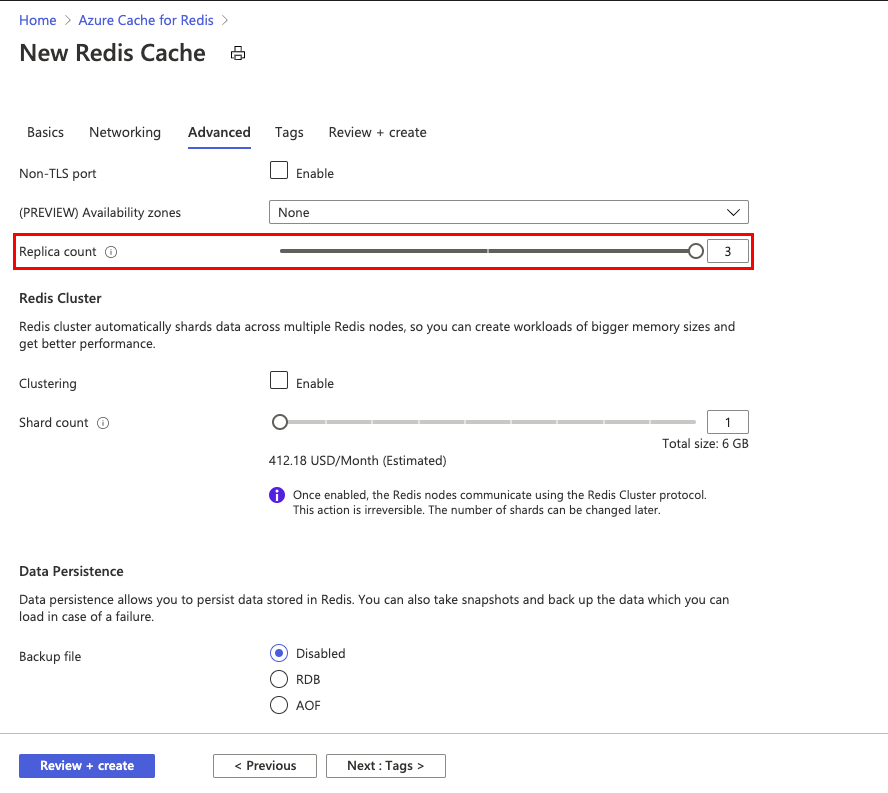 Home > Azure Cache for Redis >
New Redis Cache
Basics Networking Advanced Tags Review + create
Non-TLS port Enable
(PREVIEW) Availability zones None
Replica count 3
Redis Cluster
Redis cluster automatically shards data across multiple Redis nodes, so you can create workloads of bigger memory sizes and
get better performance.
Clustering Enable
Shard count 1
Total size: 6 GB
412.18 USD/Month (Estimated)
Once enabled, the Redis nodes communicate using the Redis Cluster protocol.
This action is irreversible. The number of shards can be changed later.
Data Persistence
Data persistence allows you to persist data stored in Redis. You can also take snapshots and back up the data which you can
load in case of a failure.
Backup file Disabled
RDB
AOF
Review + create < Previous Next : Tags >